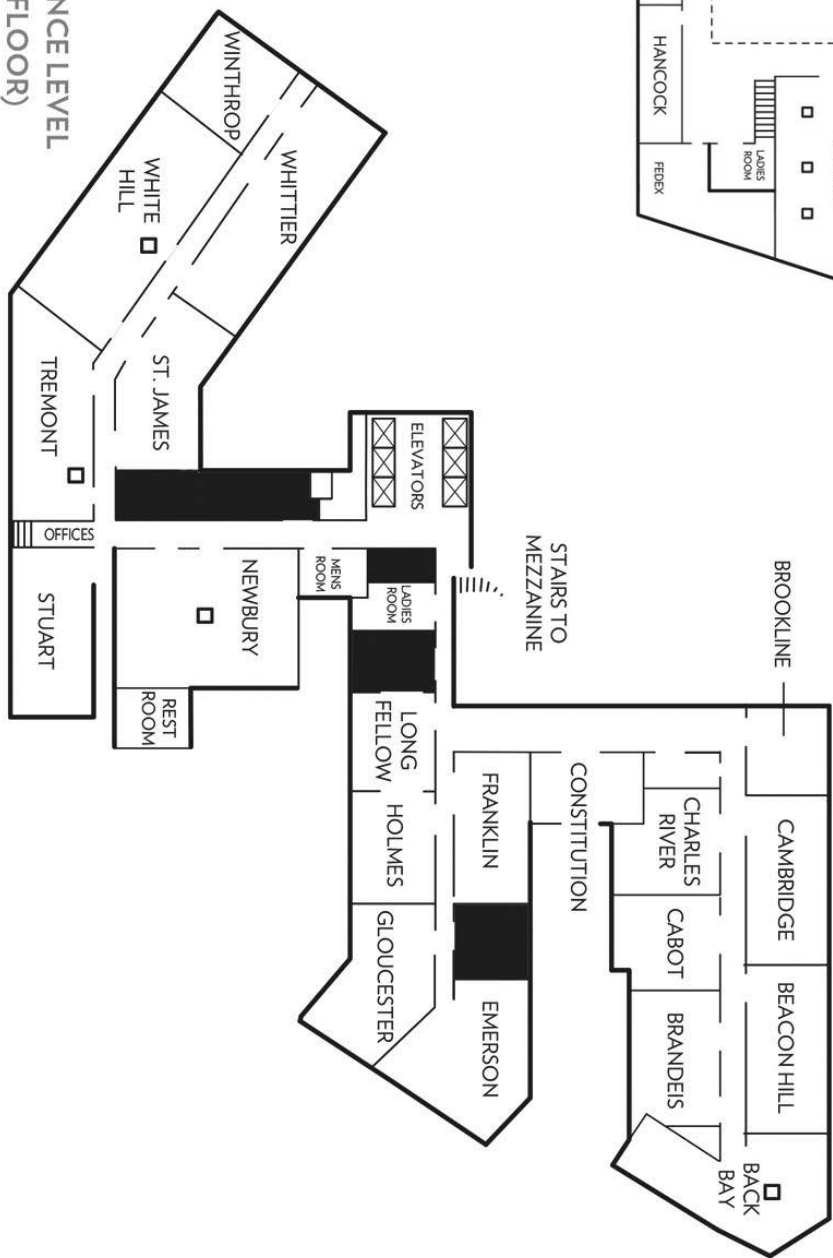 NCE LEVEL
FLOOR)
HANCOCK
LADIES
ROOM
FEDEX
WINTHROP
WHITTIER
WHITE
HILL
TREMONT
ST. JAMES
OFFICES
STUART
ELEVATORS
MENS
ROOM
LADIES
ROOM
NEWBURY
REST
ROOM
STAIRS TO
MEZZANINE
LONG
FELLOW
HOLMES
GLOUCESTER
FRANKLIN
EMERSON
CONSTITUTION
BROOKLINE
CHARLES
RIVER
CAMBRIDGE
CABOT
BEACON HILL
BRANDEIS
BACK
BAY